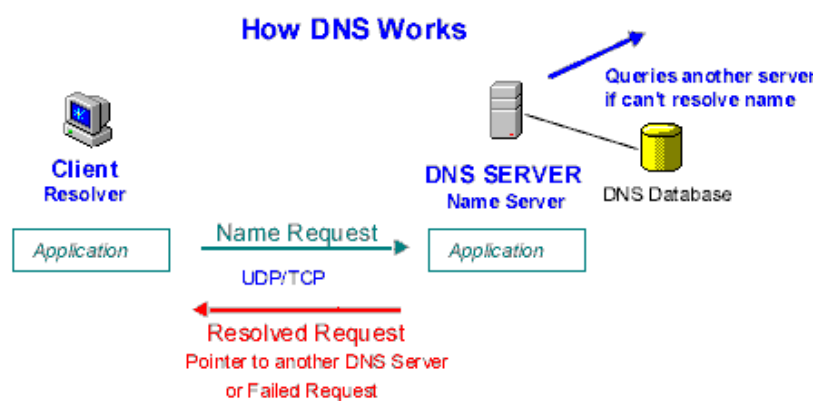 How DNS Works
Queries another server
if can't resolve name
Client
Resolver
DNS SERVER
Name Server
DNS Database
Application
Name Request
Application
UDP/TCP
Resolved Request
Pointer to another DNS Server
or Failed Request